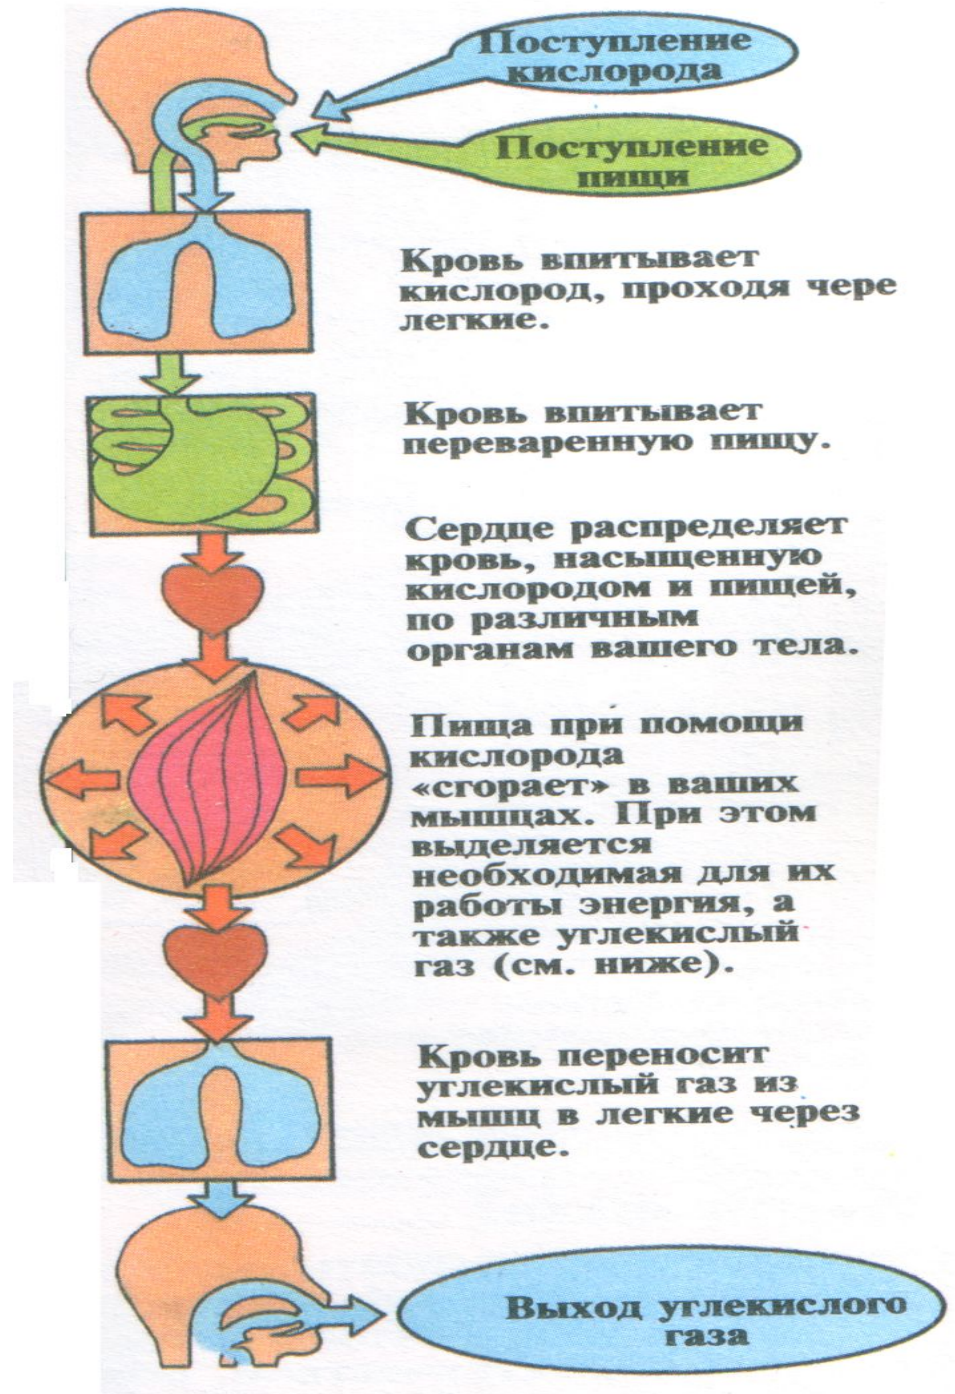 Поступление
кислорода
Поступление
пищи
Кровь впитывает
кислород, проходя чере
легкие.
Кровь впитывает
переваренную пищу.
Сердце распределяет
кровь, насыщенную
кислородом и пищей,
по различным
органам вашего тела.
Пища при помощи
кислорода
«сгорает» в ваших
мышцах. При этом
выделяется
необходимая для их
работы энергия, а
также углекислый
газ (см. ниже).
Кровь переносит
углекислый газ из
мышц в легкие через
сердце.
Выход углекислого
газа